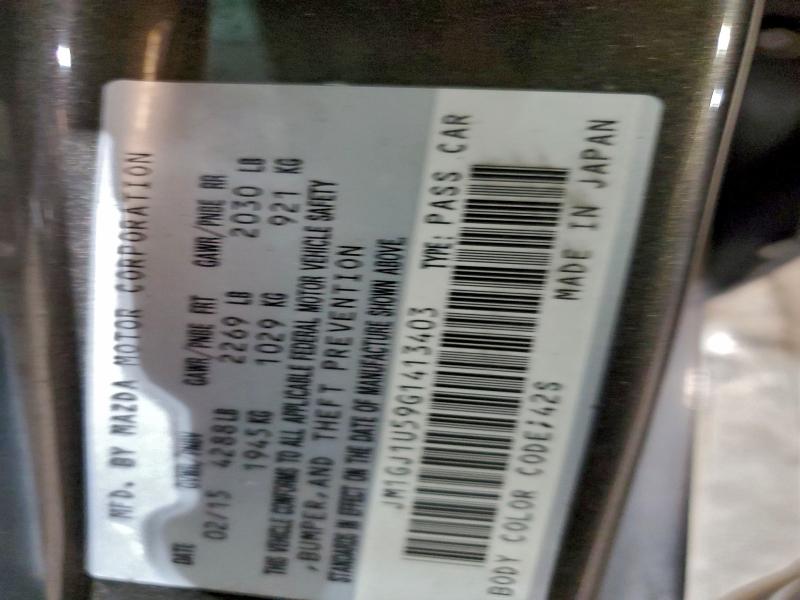 MFD. BY MAZDA MOTOR CORPORATION
DATE GAWR/PNBE FRT GAWR/PNBE RR
02/15 4288LB 2269 LB 2030 LB
1945KG 1029 KG 921 KG
THE VEHICLE CONFORMS TO ALL APPLICABLE FEDERAL MOTOR VEHICLE SAFETY
,BUMPER,AND THEFT PREVENTION
STANDARDS IN EFFECT ON THE DATE OF MANUFACTURE SHOWN ABOVE.
JM1GJ1U59G1413403 TYPE: PASS CAR
BODY COLOR CODE;42S MADE IN JAPAN